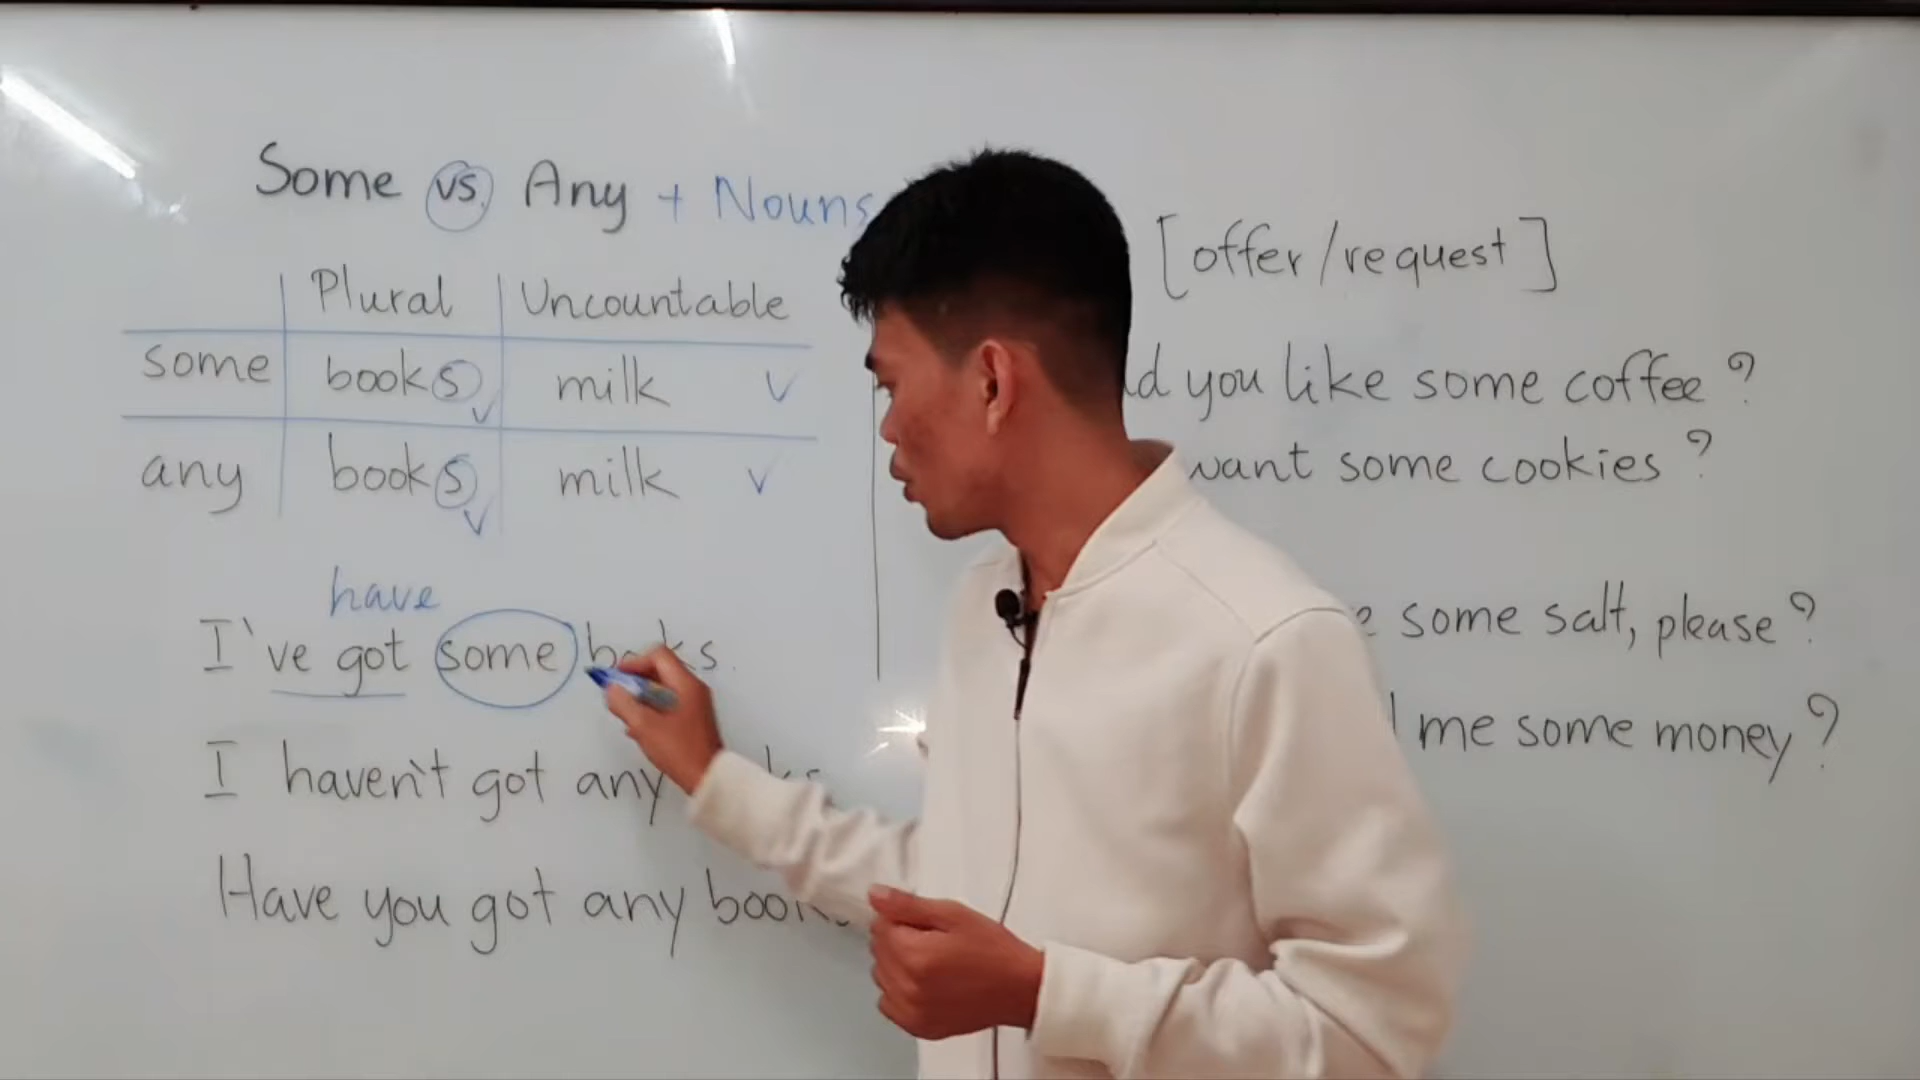 Some vs. Any + Nouns
Plural Uncountable
some books milk
any books milk
have
I've got some books.
I haven't got any
Have you got any
[offer/request]
you like some coffee?
want some cookies?
some salt, please?
me some money?